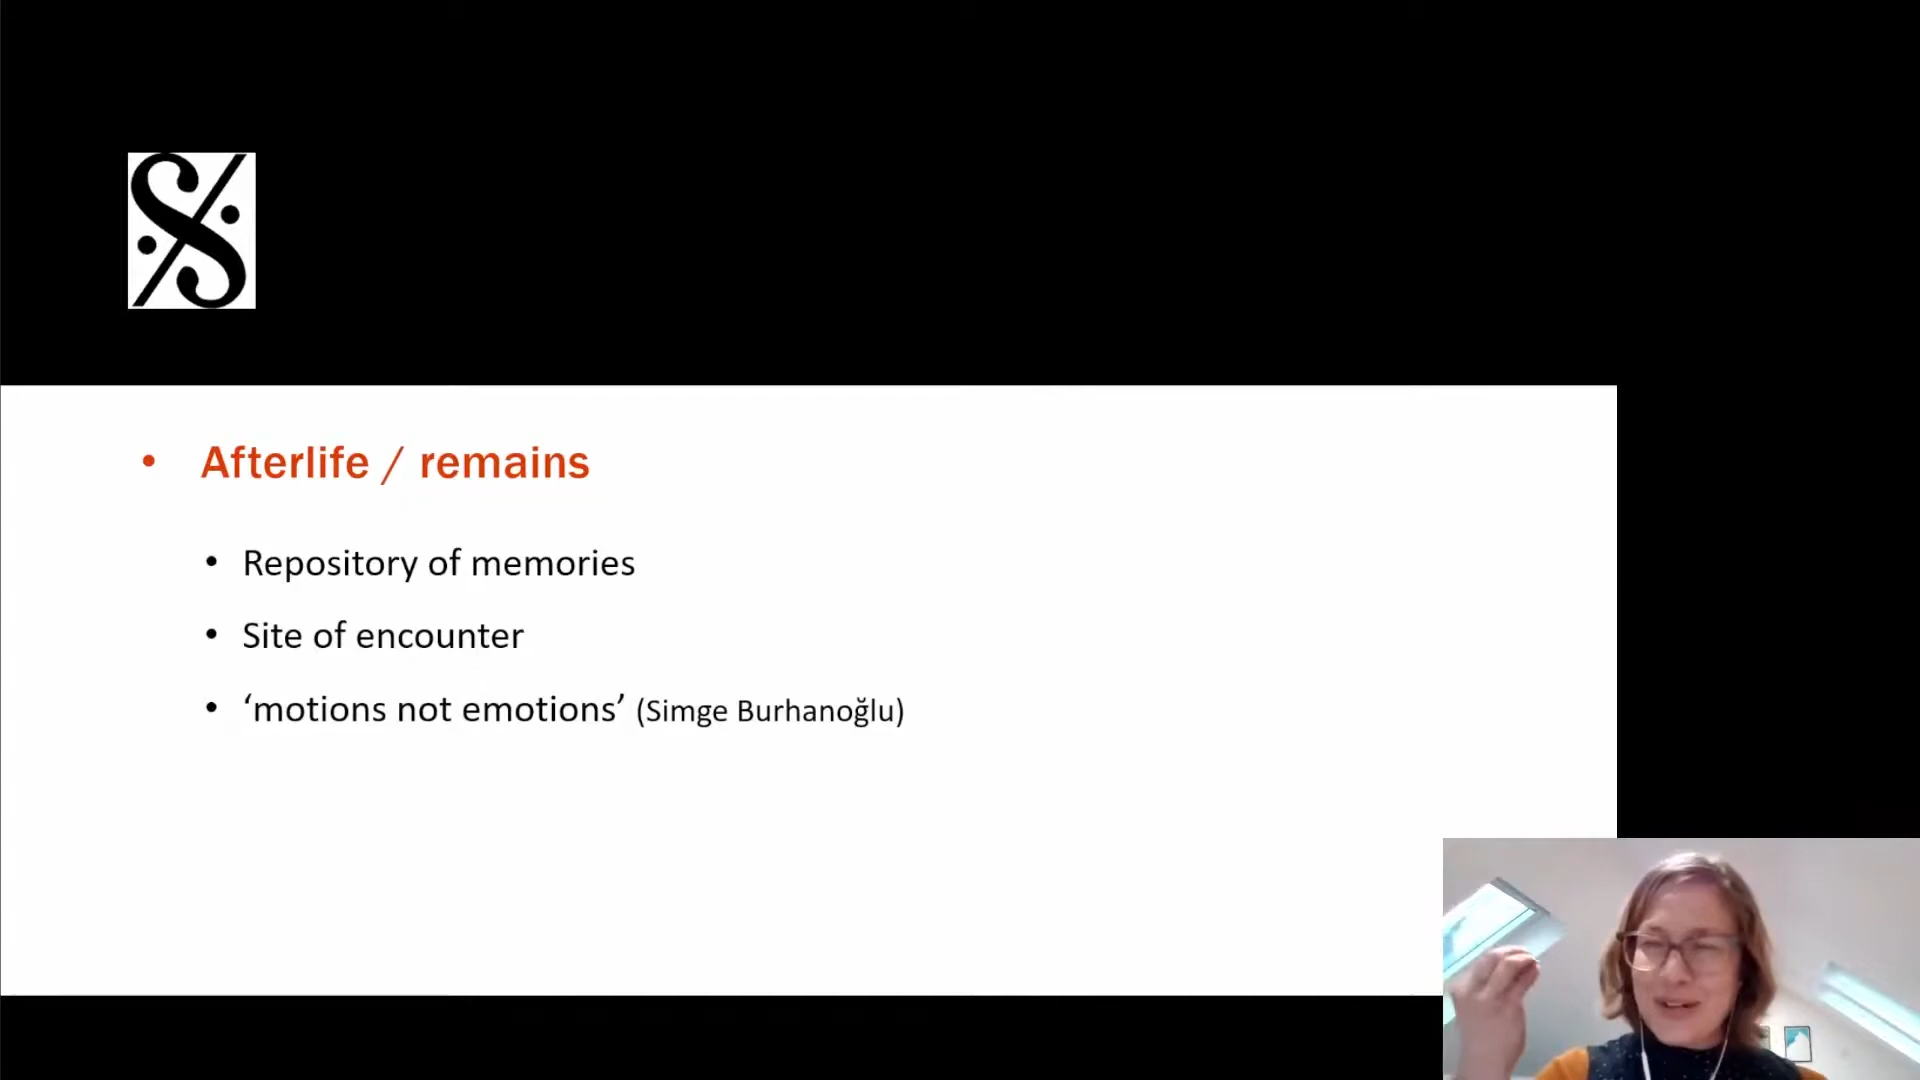 • Afterlife / remains
• Repository of memories
• Site of encounter
• ‘motions not emotions’ (Simge Burhanoğlu)